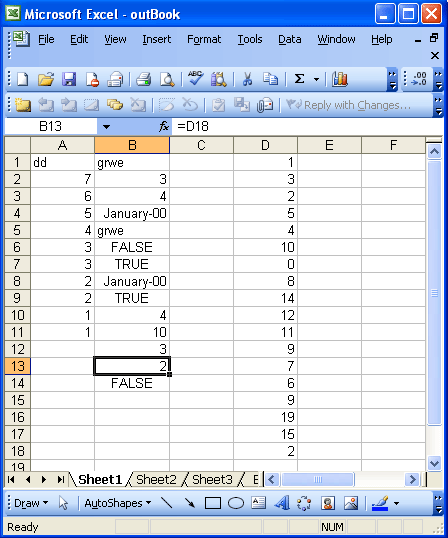 Microsoft Excel - outBook
File Edit View Insert Format Tools Data Window Help
Reply with Changes...
B13 fx =D18
A B C D E F
1 dd grwe 1
2 7 3 3
3 6 4 2
4 5 January-00 5
5 4 grwe 4
6 3 FALSE 10
7 3 TRUE 0
8 2 January-00 8
9 2 TRUE 14
10 1 4 12
11 1 10 11
12 3 9
13 2 7
14 FALSE 6
15 9
16 19
17 15
18 2
19
Sheet1 Sheet2 Sheet3
Draw AutoShapes
Ready NUM